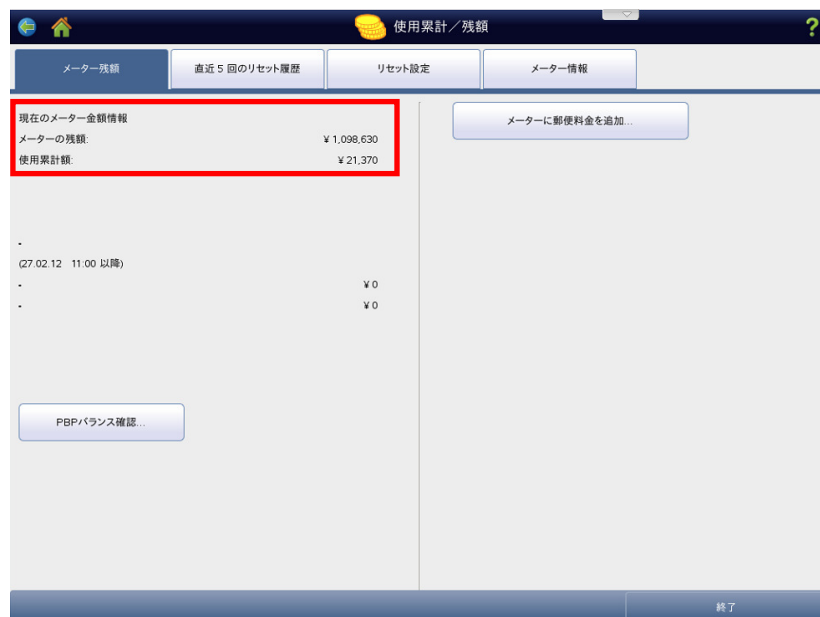 使用累計／残額
?
メーター残額
直近 5 回のリセット履歴
リセット設定
メーター情報
現在のメーター金額情報
メーターの残額: ¥ 1,098,630
使用累計額: ¥ 21,370
-
(27.02.12 11:00 以降)
- ¥ 0
- ¥ 0
PBPバランス確認...
メーターに郵便料金を追加...
終了